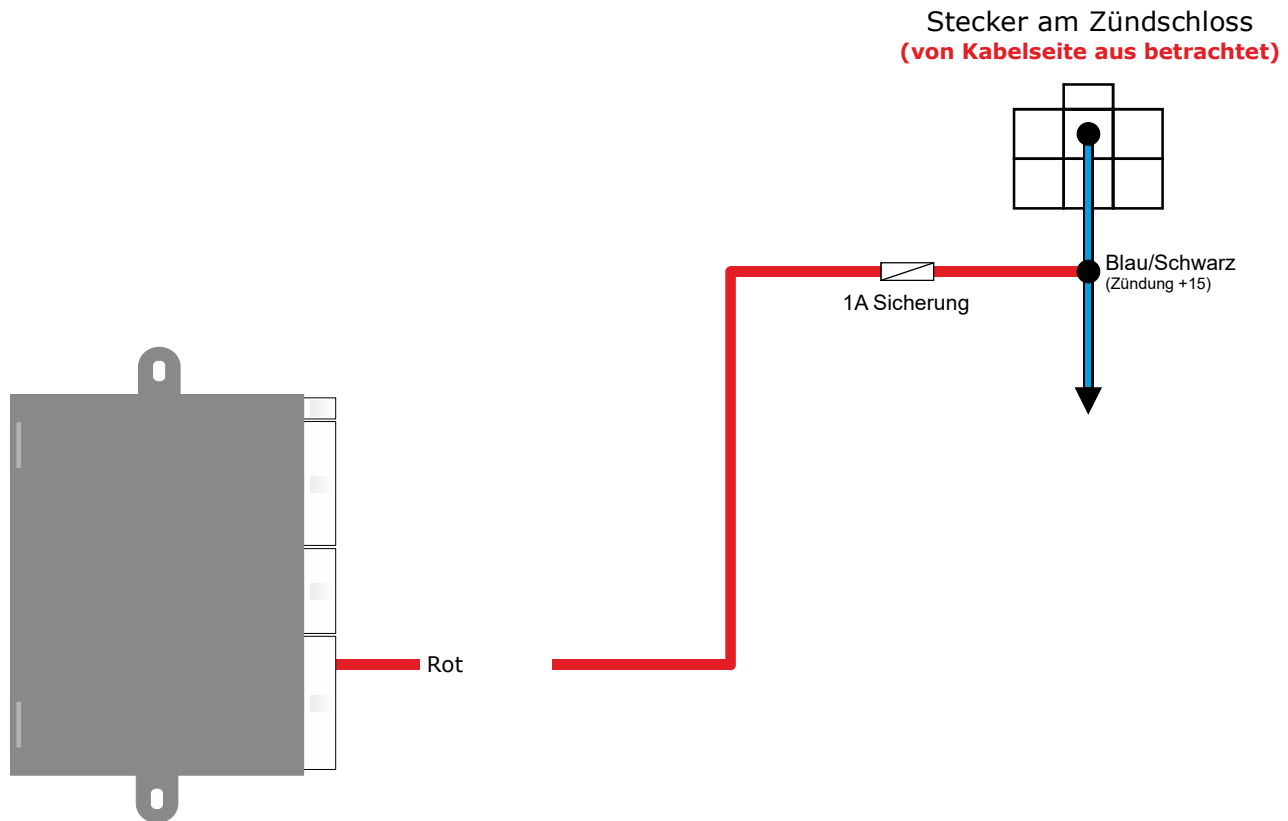 Stecker am Zündschloss
(von Kabelseite aus betrachtet)
Blau/Schwarz
(Zündung +15)
1A Sicherung
Rot